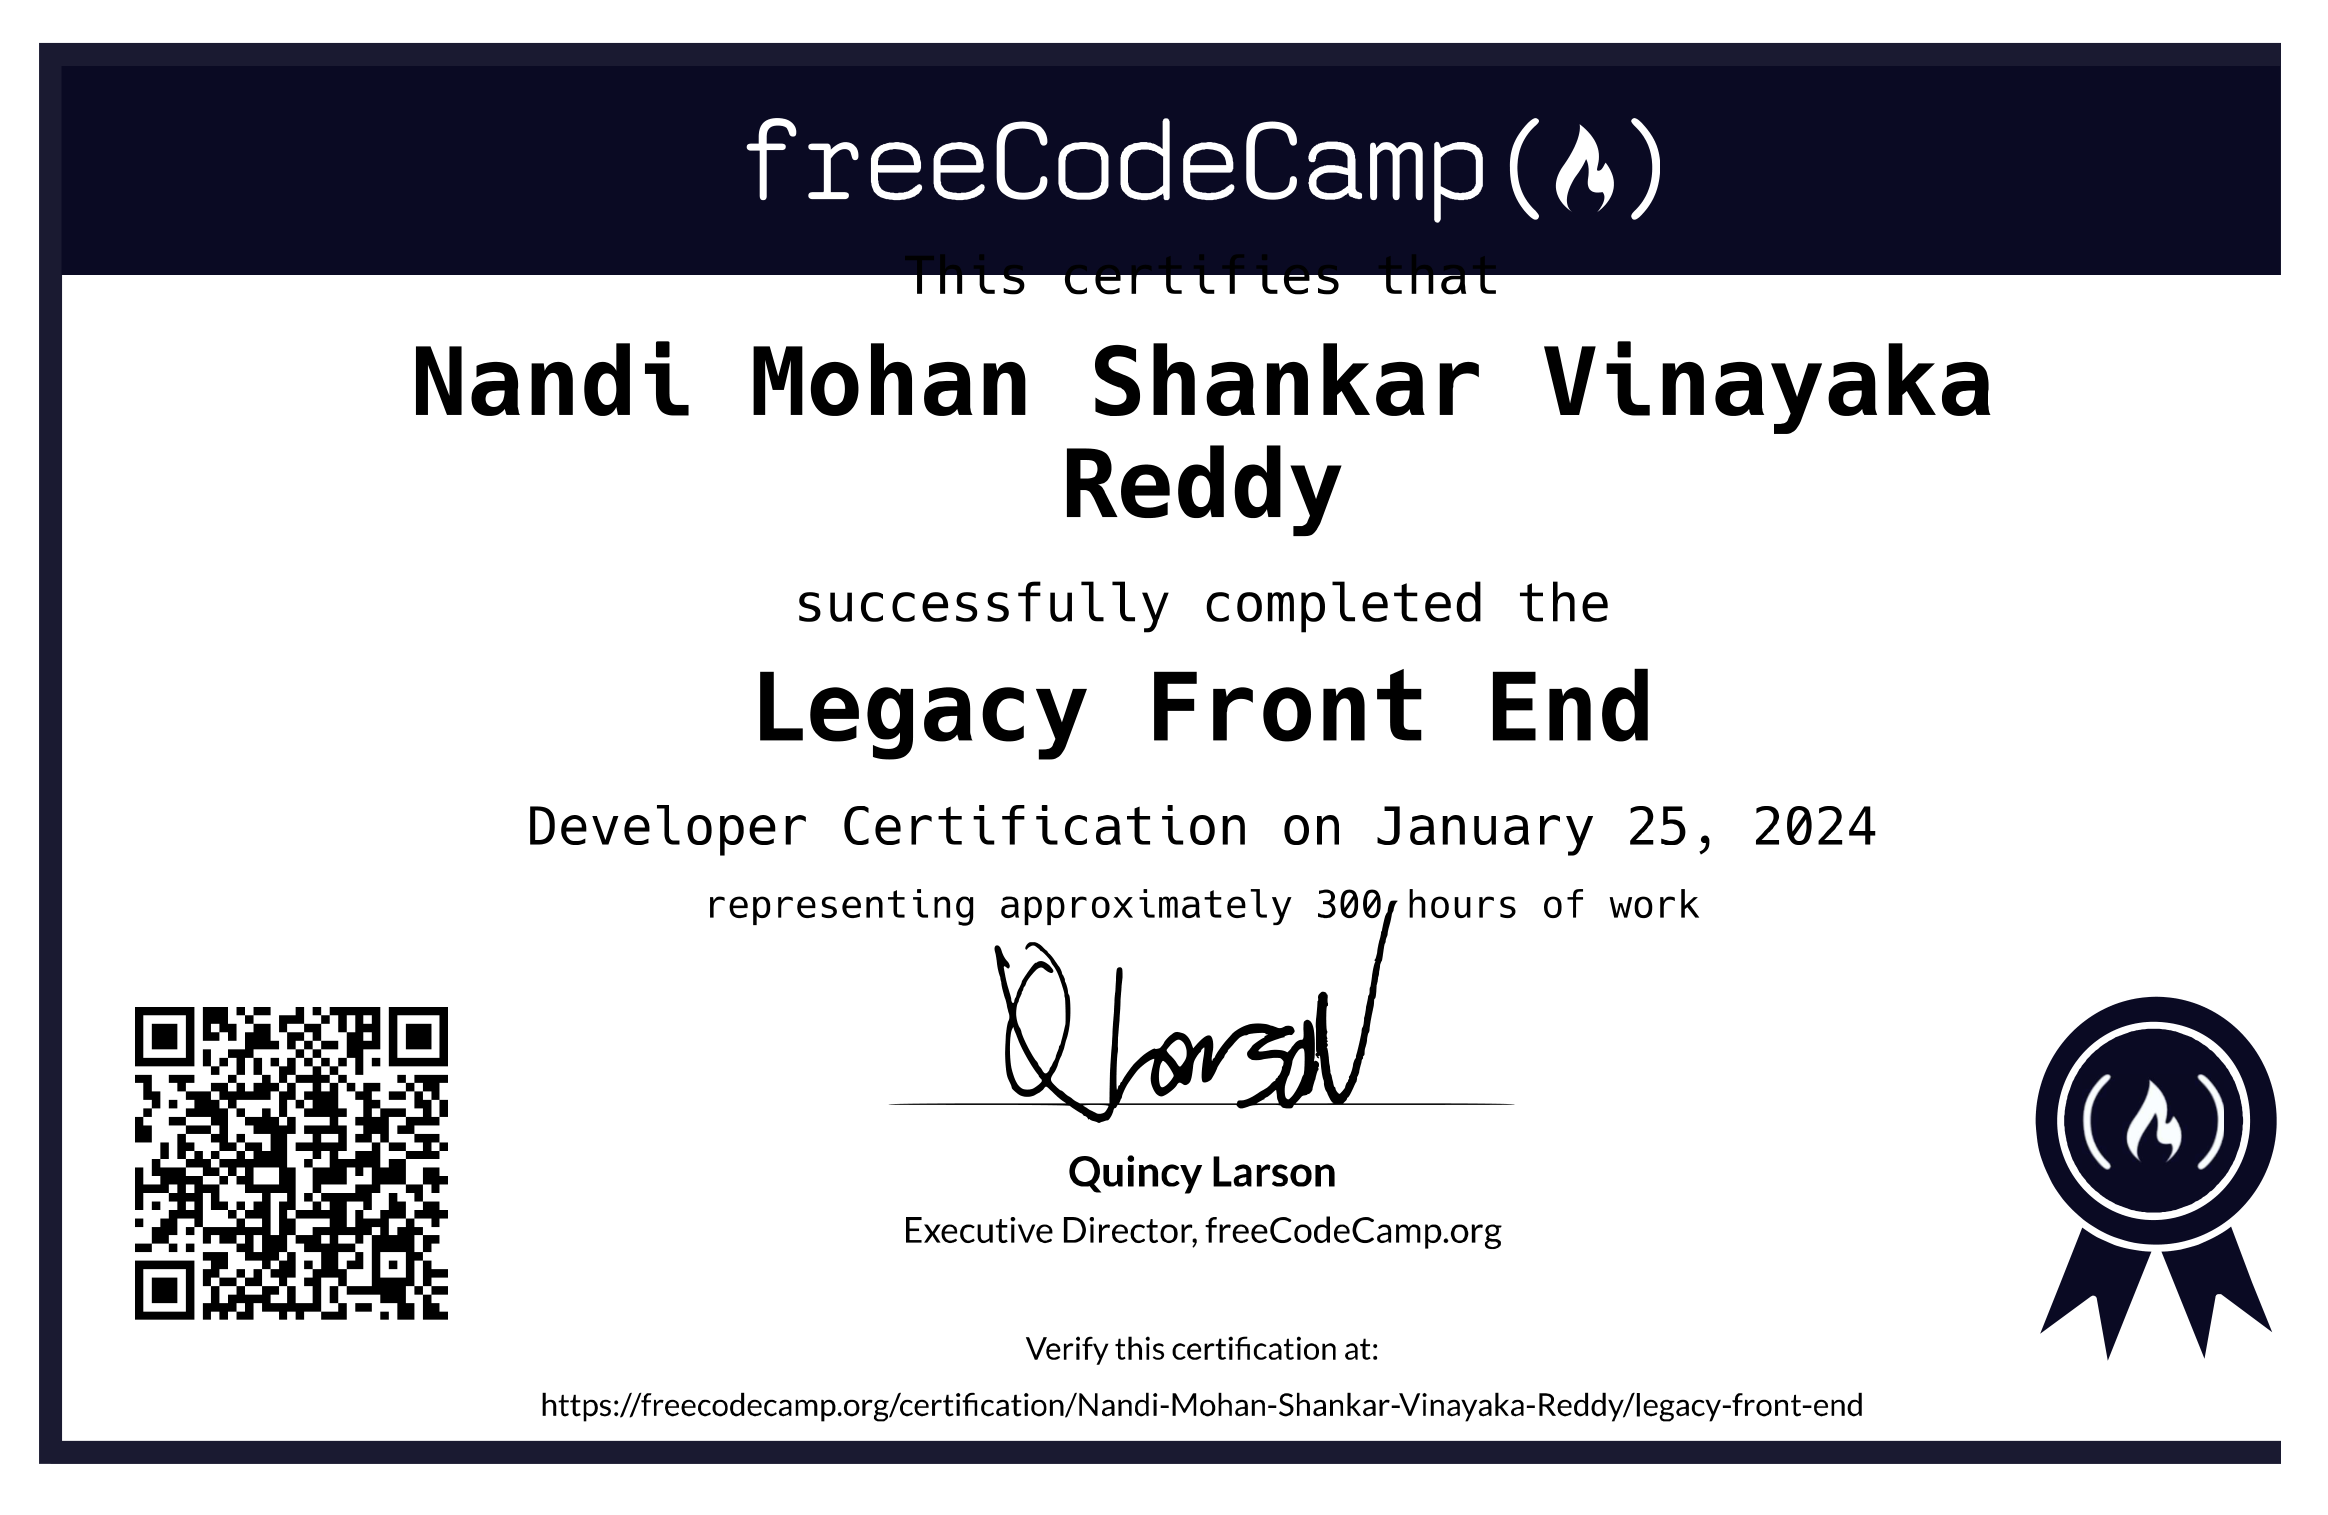 freeCodeCamp
This certifies that
Nandi Mohan Shankar Vinayaka
Reddy
successfully completed the
Legacy Front End
Developer Certification on January 25, 2024
representing approximately 300 hours of work
Quincy Larson
Executive Director, freeCodeCamp.org
Verify this certification at:
https://freecodecamp.org/certification/Nandi-Mohan-Shankar-Vinayaka-Reddy/legacy-front-end